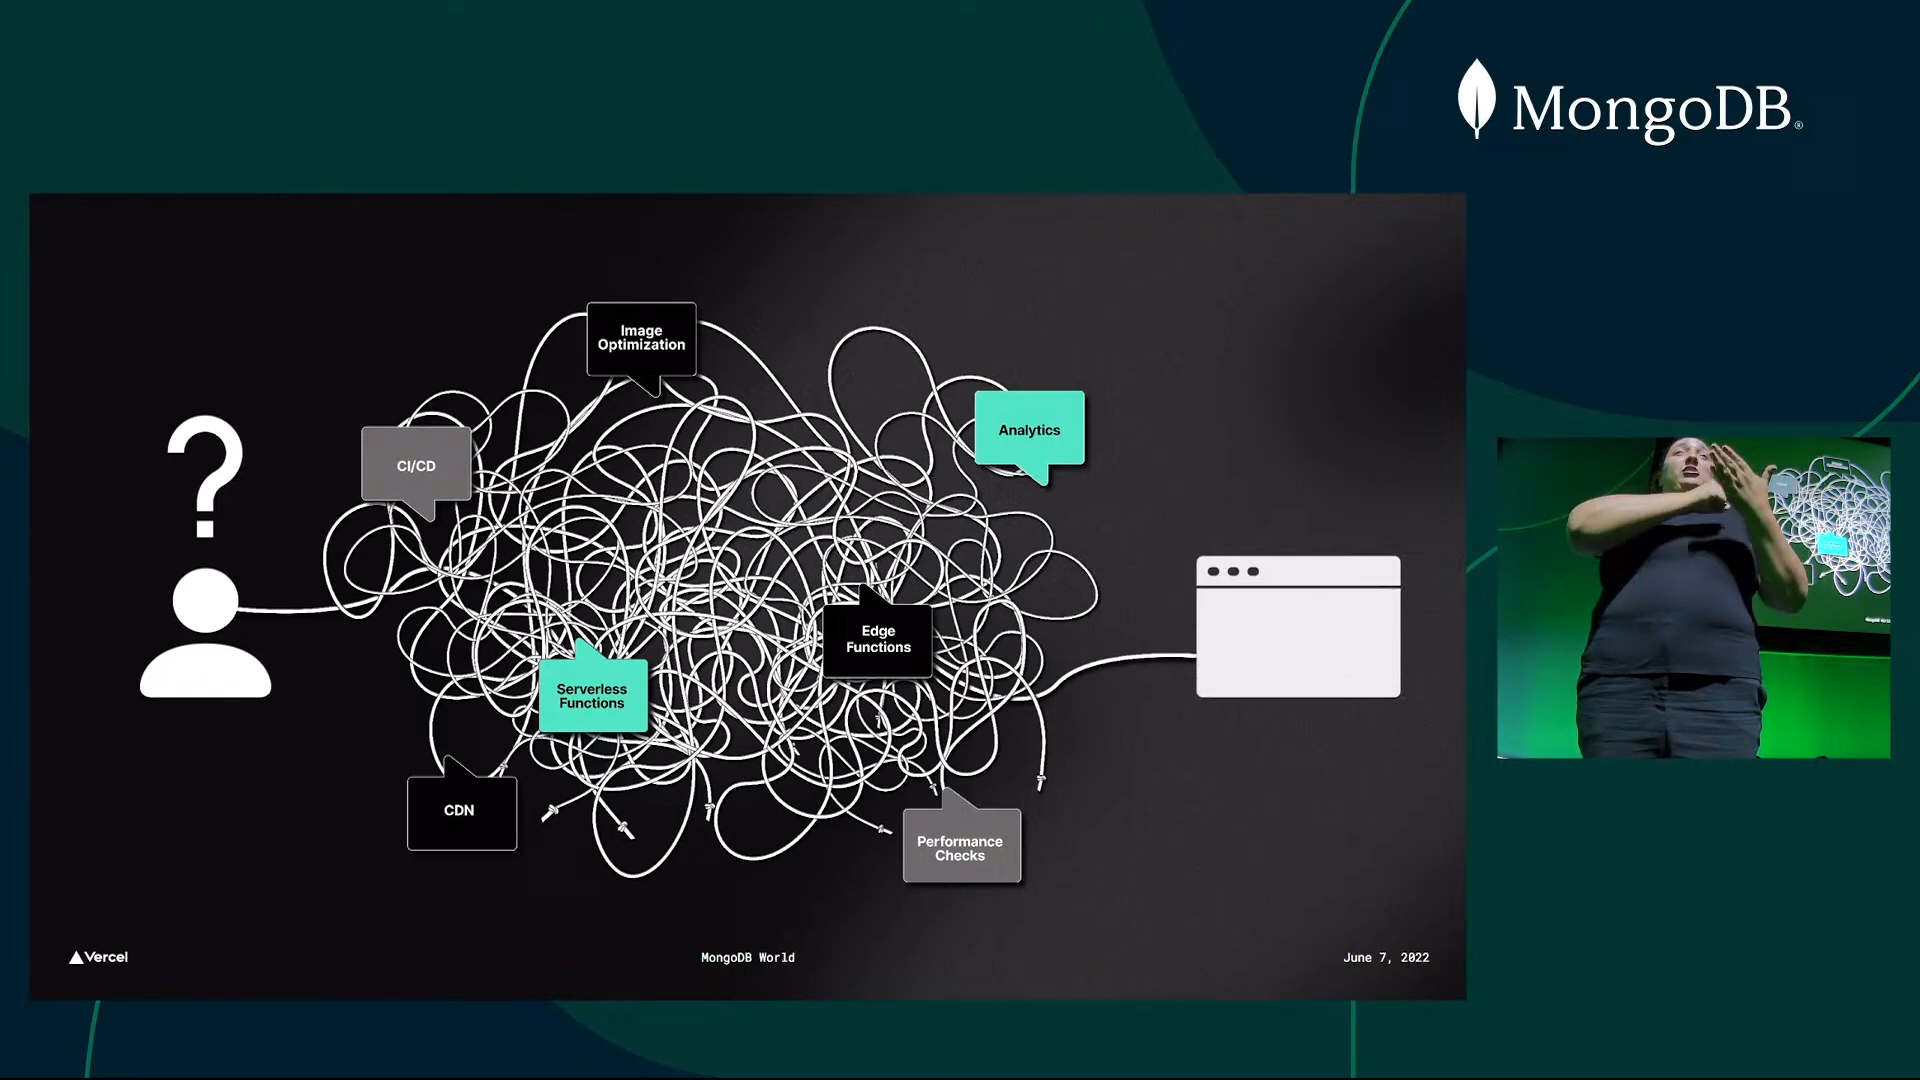 MongoDB®
Image
Optimization
Analytics
CI/CD
Edge
Functions
Serverless
Functions
CDN
Performance
Checks
Vercel
MongoDB World
June 7, 2022